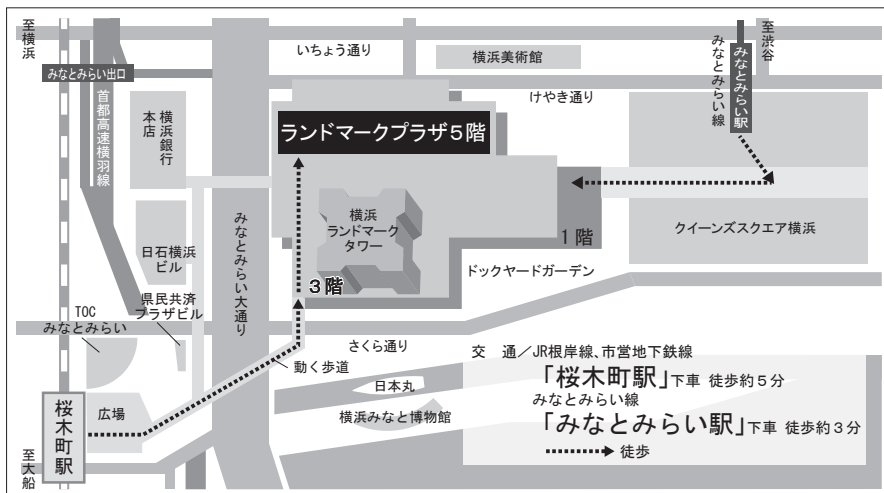 至横浜
いちょう通り
横浜美術館
至渋谷
みなとみらい線
みなとみらい駅
みなとみらい出口
首都高速横羽線
横浜銀行
本店
けやき通り
ランドマークプラザ5階
みなとみらい大通り
横浜
ランドマーク
タワー
1階
クイーンズスクエア横浜
日石横浜
ビル
3階
ドックヤードガーデン
県民共済
プラザビル
TOC
みなとみらい
さくら通り
動く歩道
広場
桜木町駅
至大船
日本丸
横浜みなと博物館
交 通/JR根岸線、市営地下鉄線
「桜木町駅」下車 徒歩約5分
みなとみらい線
「みなとみらい駅」下車 徒歩約3分
徒歩